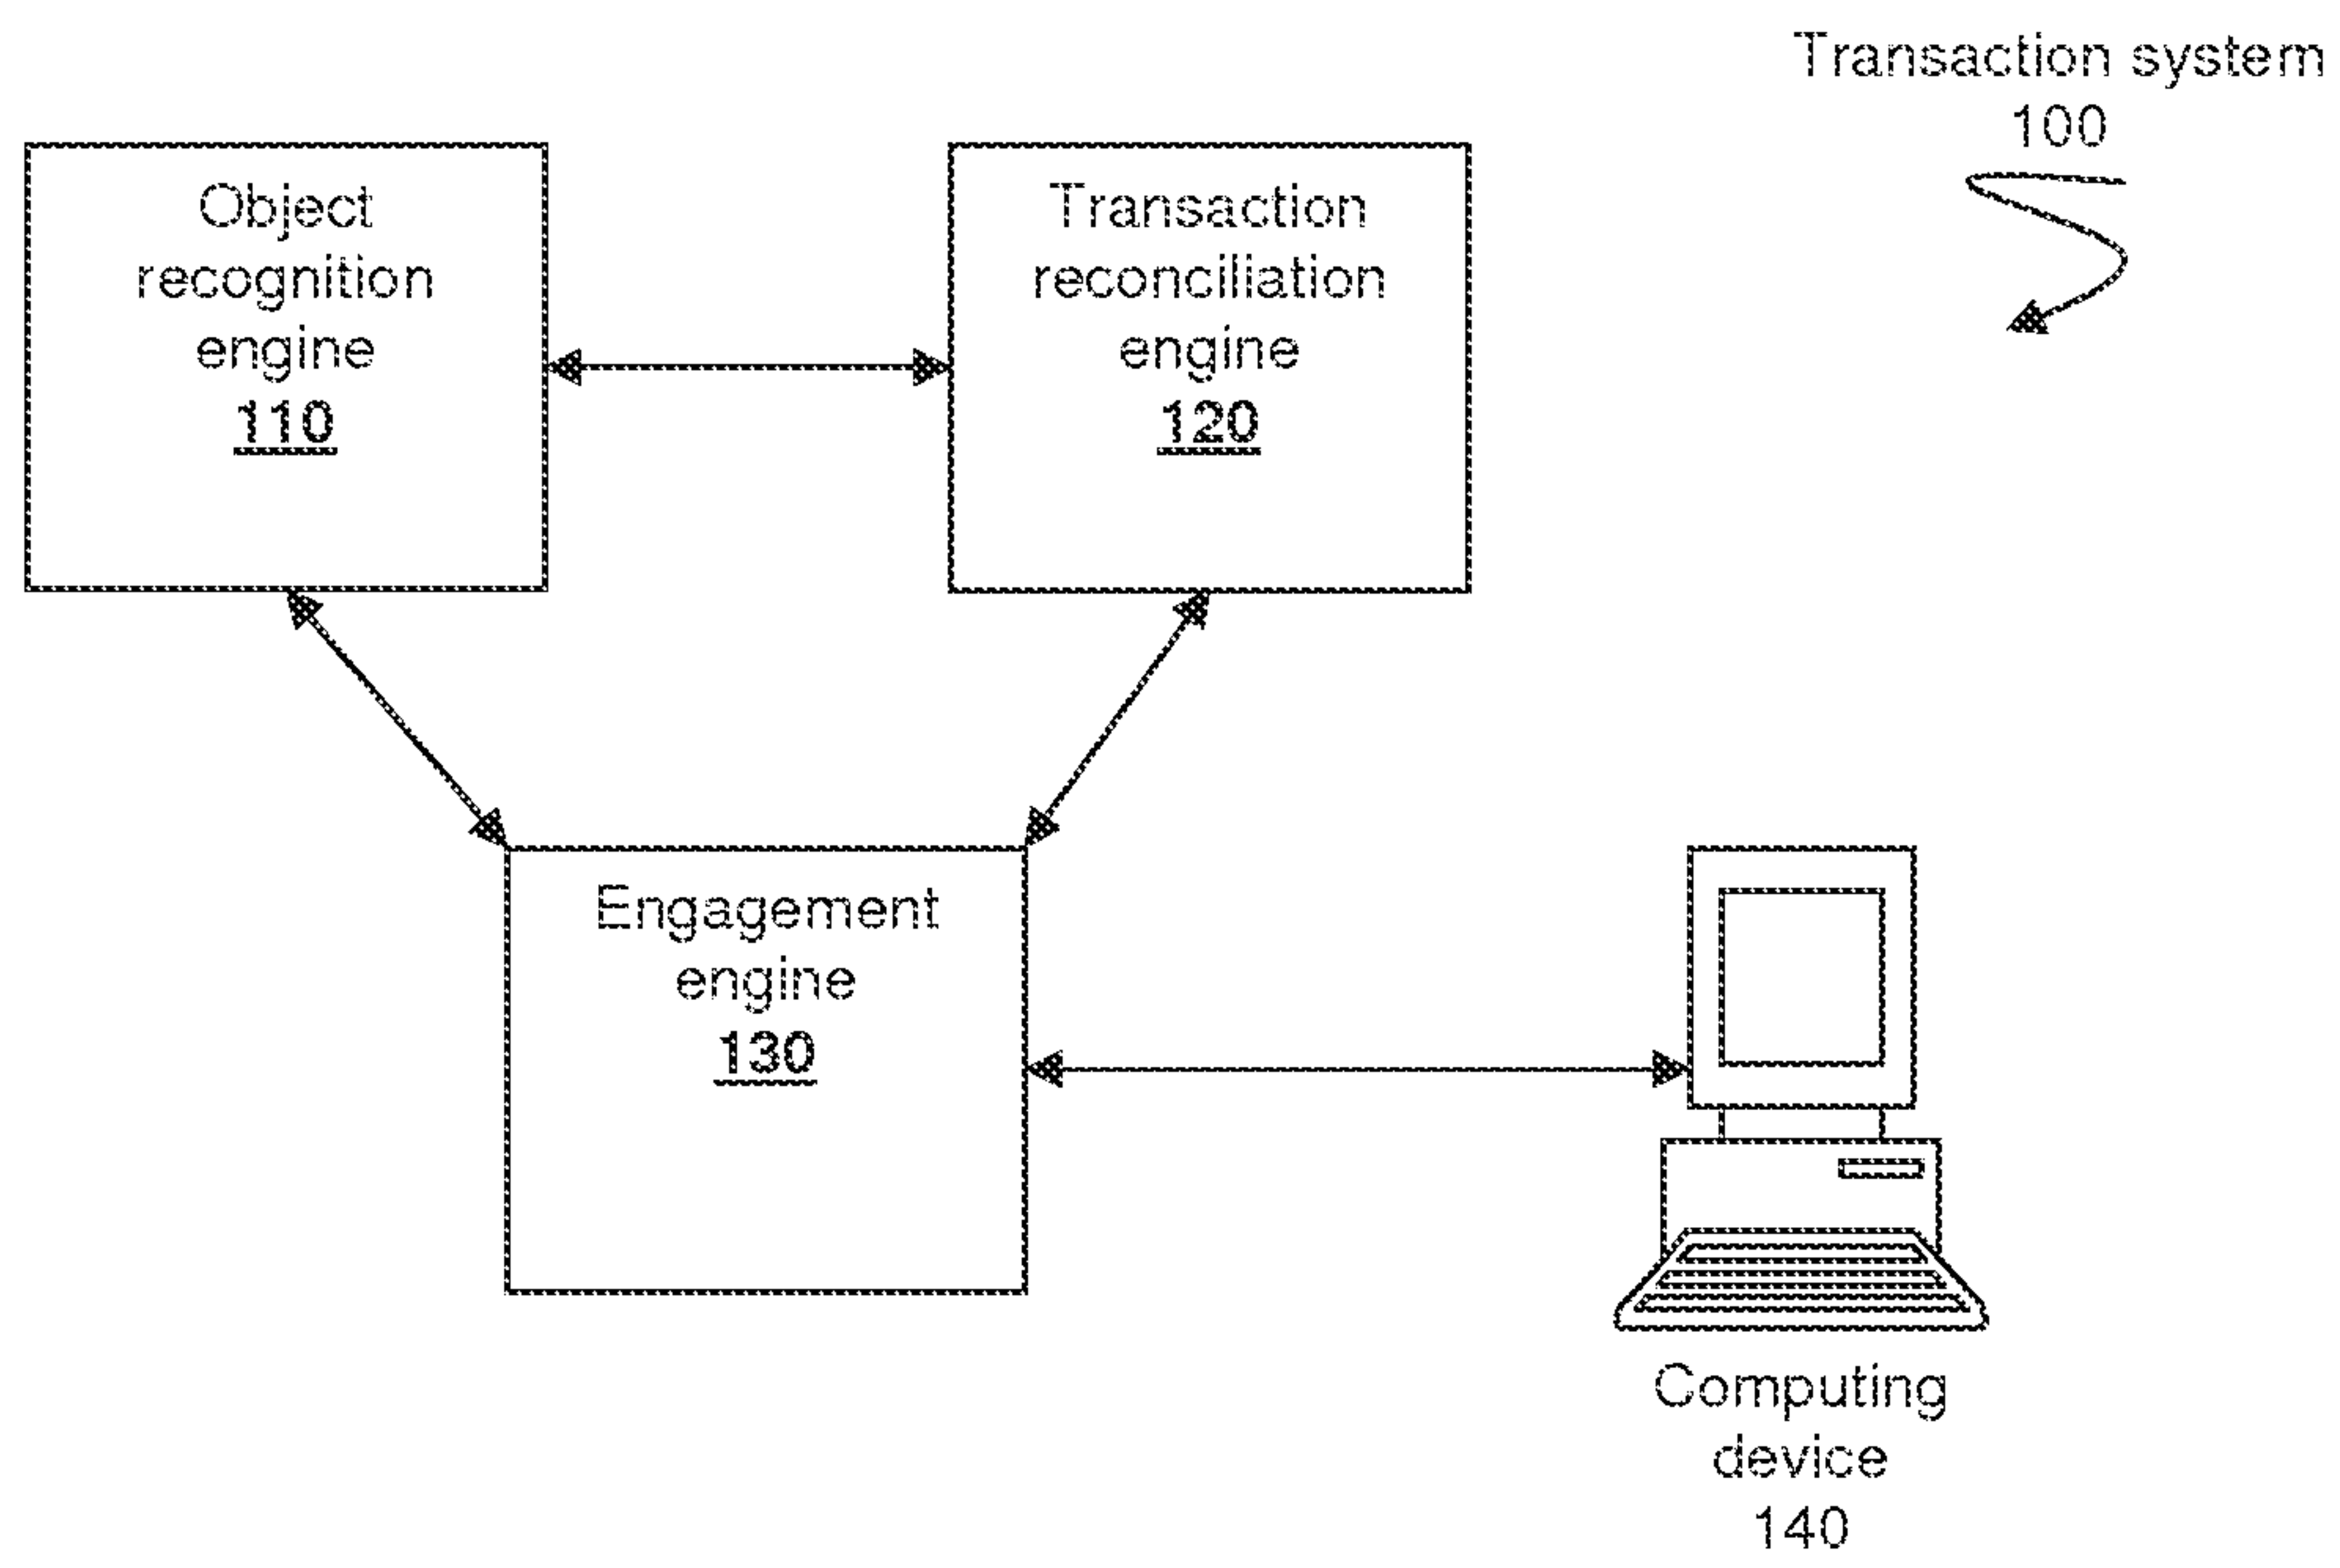 Transaction system
100
Object
recognition
engine
110
Transaction
reconciliation
engine
120
Engagement
engine
130
Computing
device
140